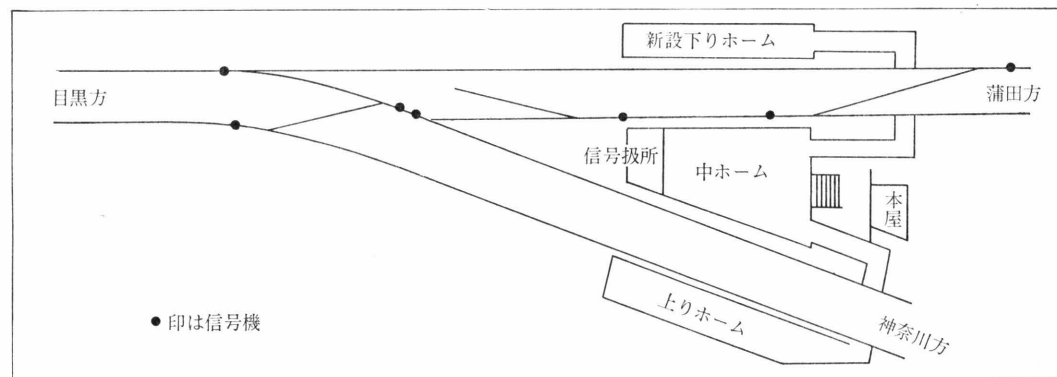 新設下りホーム
目黒方
蒲田方
信号扱所
中ホーム
本屋
上りホーム
神奈川方
●印は信号機